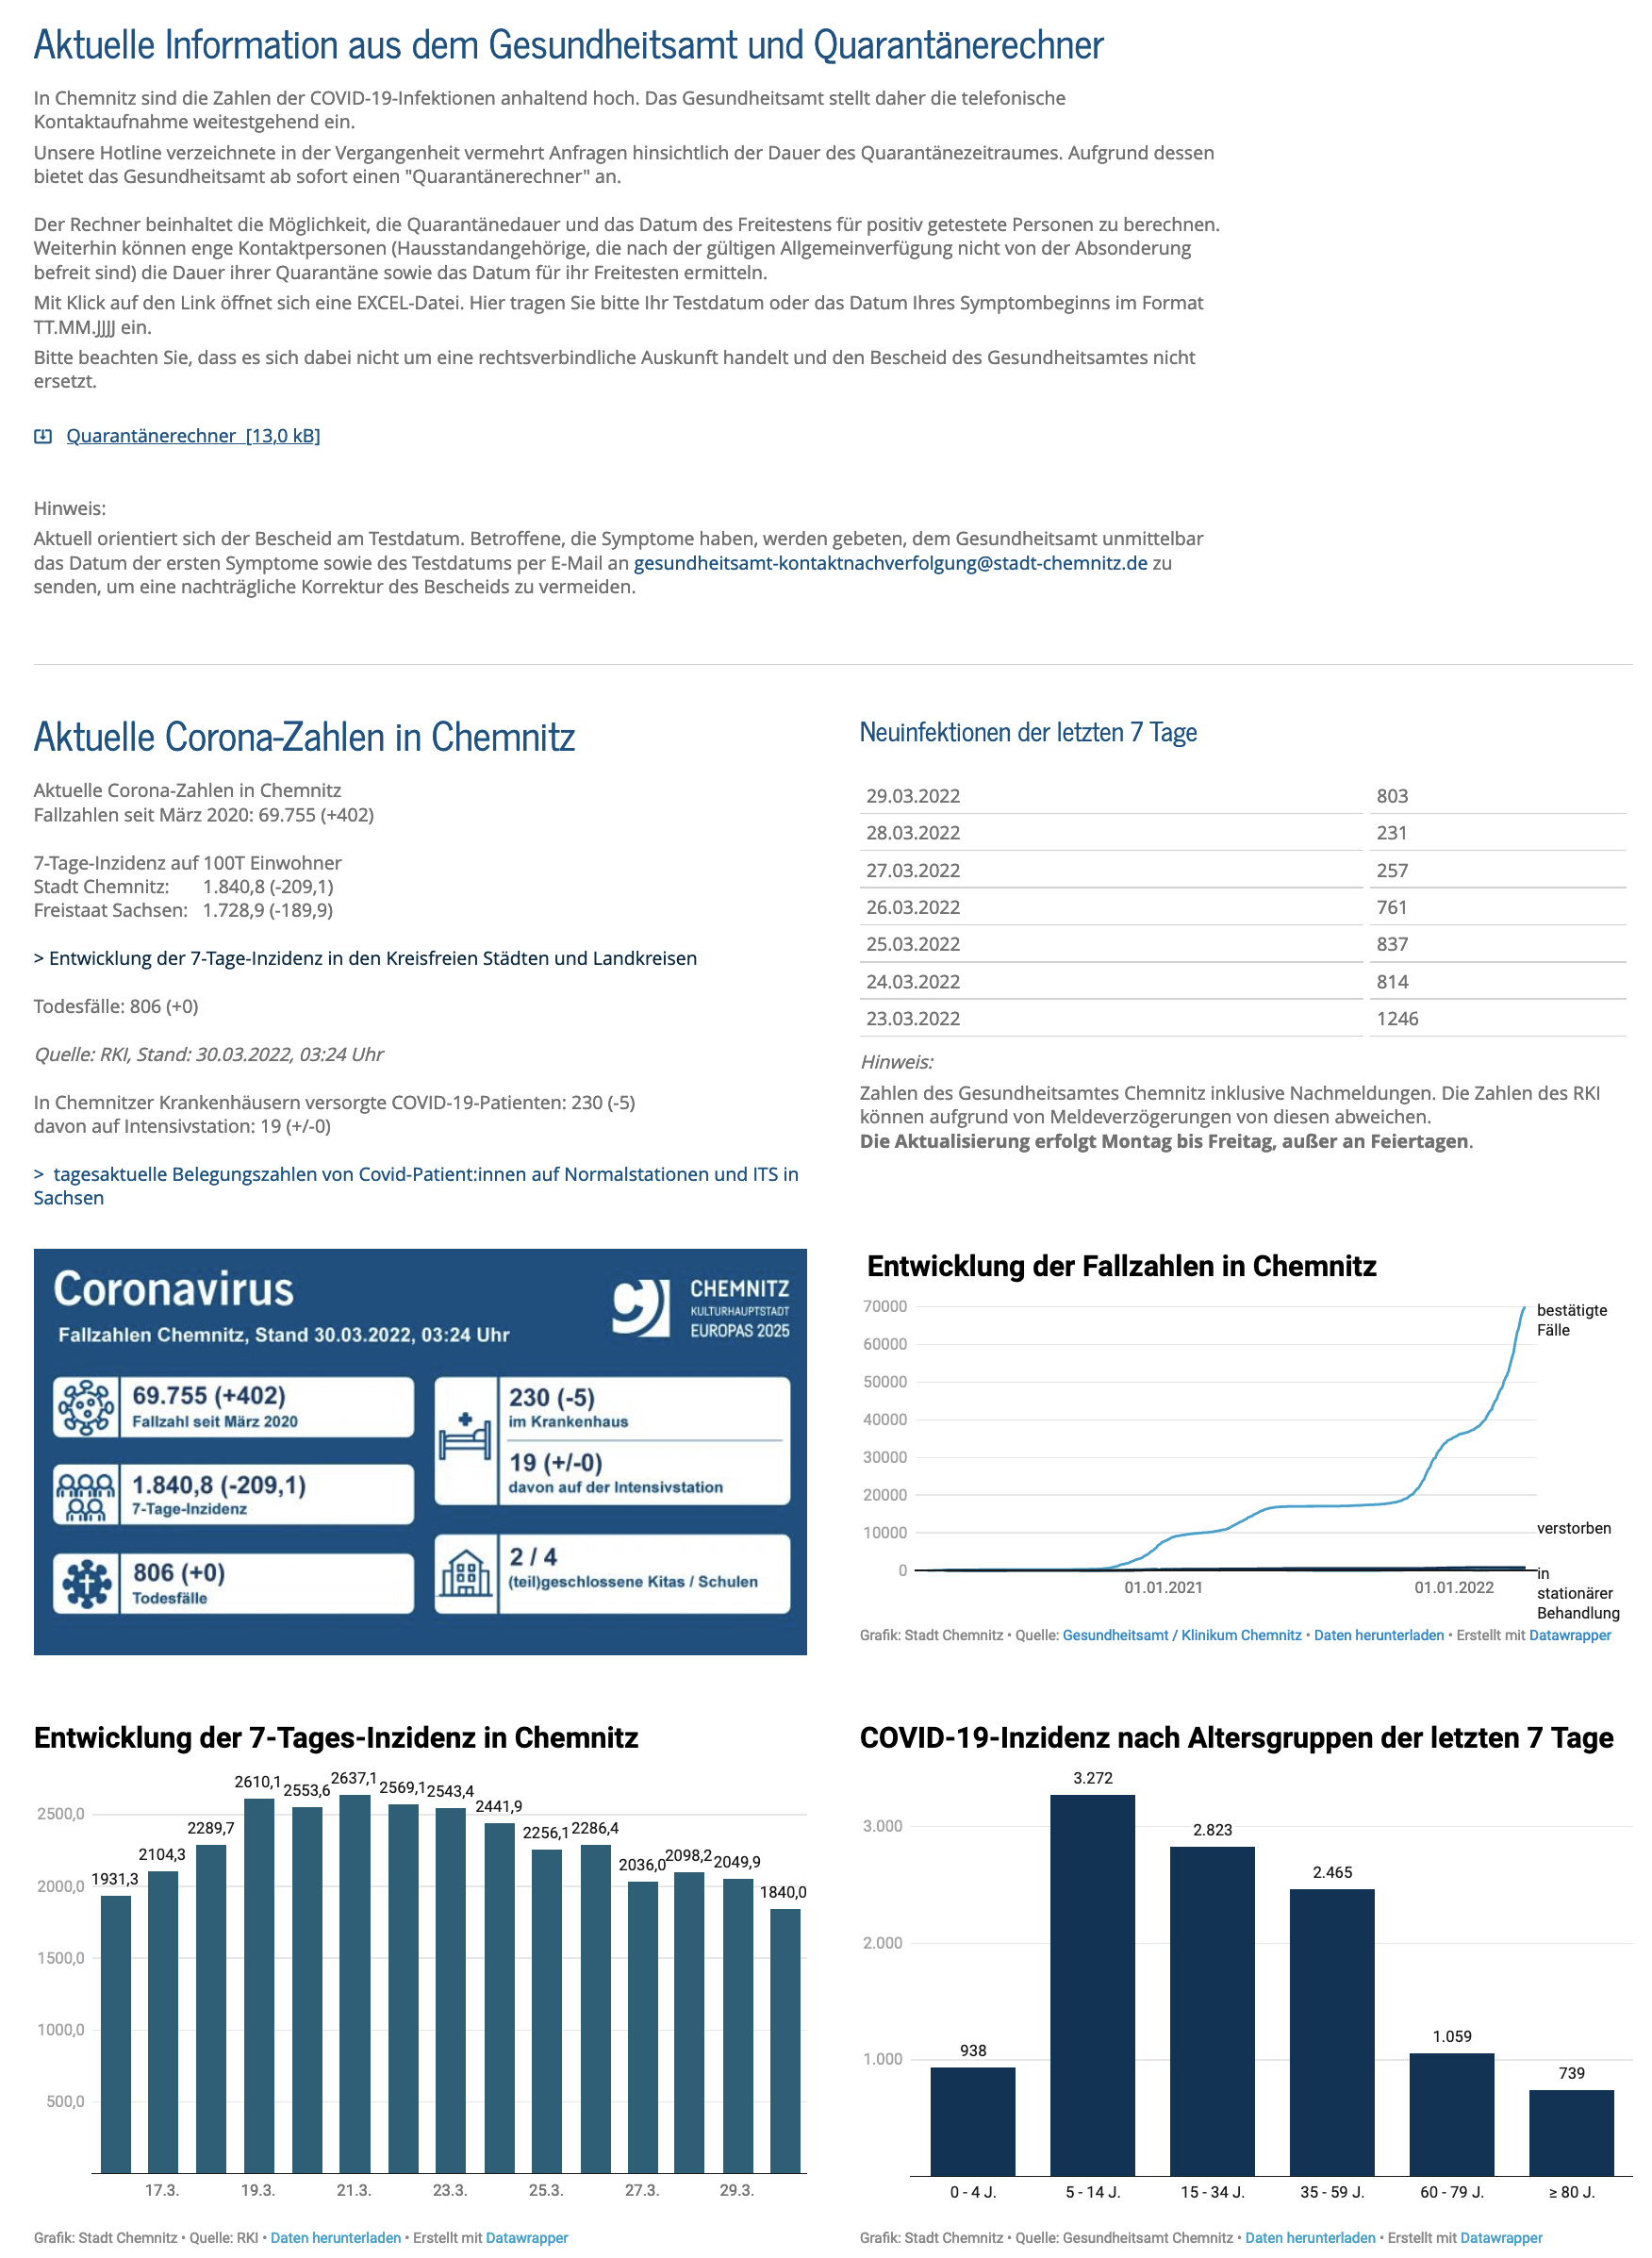 Aktuelle Information aus dem Gesundheitsamt und Quarantänerechner
In Chemnitz sind die Zahlen der COVID-19-Infektionen anhaltend hoch. Das Gesundheitsamt stellt daher die telefonische
Kontaktaufnahme weitestgehend ein.
Unsere Hotline verzeichnete in der Vergangenheit vermehrt Anfragen hinsichtlich der Dauer des Quarantänezeitraumes. Aufgrund dessen
bietet das Gesundheitsamt ab sofort einen "Quarantänerechner" an.
Der Rechner beinhaltet die Möglichkeit, die Quarantänedauer und das Datum des Freitestens für positiv getestete Personen zu berechnen.
Weiterhin können enge Kontaktpersonen (Hausstandangehörige, die nach der gültigen Allgemeinverfügung nicht von der Absonderung
befreit sind) die Dauer ihrer Quarantäne sowie das Datum für ihr Freitesten ermitteln.
Mit Klick auf den Link öffnet sich eine EXCEL-Datei. Hier tragen Sie bitte Ihr Testdatum oder das Datum Ihres Symptombeginns im Format
TT.MM.JJJJ ein.
Bitte beachten Sie, dass es sich dabei nicht um eine rechtsverbindliche Auskunft handelt und den Bescheid des Gesundheitsamtes nicht
ersetzt.
Quarantänerechner [13,0 kB]
Hinweis:
Aktuell orientiert sich der Bescheid am Testdatum. Betroffene, die Symptome haben, werden gebeten, dem Gesundheitsamt unmittelbar
das Datum der ersten Symptome sowie des Testdatums per E-Mail an gesundheitsamt-kontaktnachverfolgung@stadt-chemnitz.de zu
senden, um eine nachträgliche Korrektur des Bescheids zu vermeiden.
Aktuelle Corona-Zahlen in Chemnitz
Aktuelle Corona-Zahlen in Chemnitz
Fallzahlen seit März 2020: 69.755 (+402)
7-Tage-Inzidenz auf 100T Einwohner
Stadt Chemnitz: 1.840,8 (-209,1)
Freistaat Sachsen: 1.728,9 (-189,9)
> Entwicklung der 7-Tage-Inzidenz in den Kreisfreien Städten und Landkreisen
Todesfälle: 806 (+0)
Quelle: RKI, Stand: 30.03.2022, 03:24 Uhr
In Chemnitzer Krankenhäusern versorgte COVID-19-Patienten: 230 (-5)
davon auf Intensivstation: 19 (+/-0)
> tagesaktuelle Belegungszahlen von Covid-Patient:innen auf Normalstationen und ITS in
Sachsen
Neuinfektionen der letzten 7 Tage
29.03.2022 803
28.03.2022 231
27.03.2022 257
26.03.2022 761
25.03.2022 837
24.03.2022 814
23.03.2022 1246
Hinweis:
Zahlen des Gesundheitsamtes Chemnitz inklusive Nachmeldungen. Die Zahlen des RKI
können aufgrund von Meldeverzögerungen von diesen abweichen.
Die Aktualisierung erfolgt Montag bis Freitag, außer an Feiertagen.
Coronavirus
Fallzahlen Chemnitz, Stand 30.03.2022, 03:24 Uhr
CHEMNITZ
KULTURHAUPTSTADT
EUROPAS 2025
69.755 (+402)
Fallzahl seit März 2020
1.840,8 (-209,1)
7-Tage-Inzidenz
806 (+0)
Todesfälle
230 (-5)
im Krankenhaus
19 (+/-0)
davon auf der Intensivstation
2 / 4
(teil)geschlossene Kitas / Schulen
Entwicklung der Fallzahlen in Chemnitz
70000
60000
50000
40000
30000
20000
10000
0
bestätigte
Fälle
verstorben
in
stationärer
Behandlung
01.01.2021 01.01.2022
Grafik: Stadt Chemnitz • Quelle: Gesundheitsamt / Klinikum Chemnitz • Daten herunterladen • Erstellt mit Datawrapper
Entwicklung der 7-Tages-Inzidenz in Chemnitz
2500,0
2000,0
1500,0
1000,0
500,0
1931,3 2104,3 2289,7 2610,1 2553,6 2637,1 2569,1 2543,4 2441,9 2256,1 2286,4 2036,0 2098,2 2049,9 1840,0
17.3. 19.3. 21.3. 23.3. 25.3. 27.3. 29.3.
Grafik: Stadt Chemnitz • Quelle: RKI • Daten herunterladen • Erstellt mit Datawrapper
COVID-19-Inzidenz nach Altersgruppen der letzten 7 Tage
3.000
2.000
1.000
938 3.272 2.823 2.465 1.059 739
0 - 4 J. 5 - 14 J. 15 - 34 J. 35 - 59 J. 60 - 79 J. ≥ 80 J.
Grafik: Stadt Chemnitz • Quelle: Gesundheitsamt Chemnitz • Daten herunterladen • Erstellt mit Datawrapper